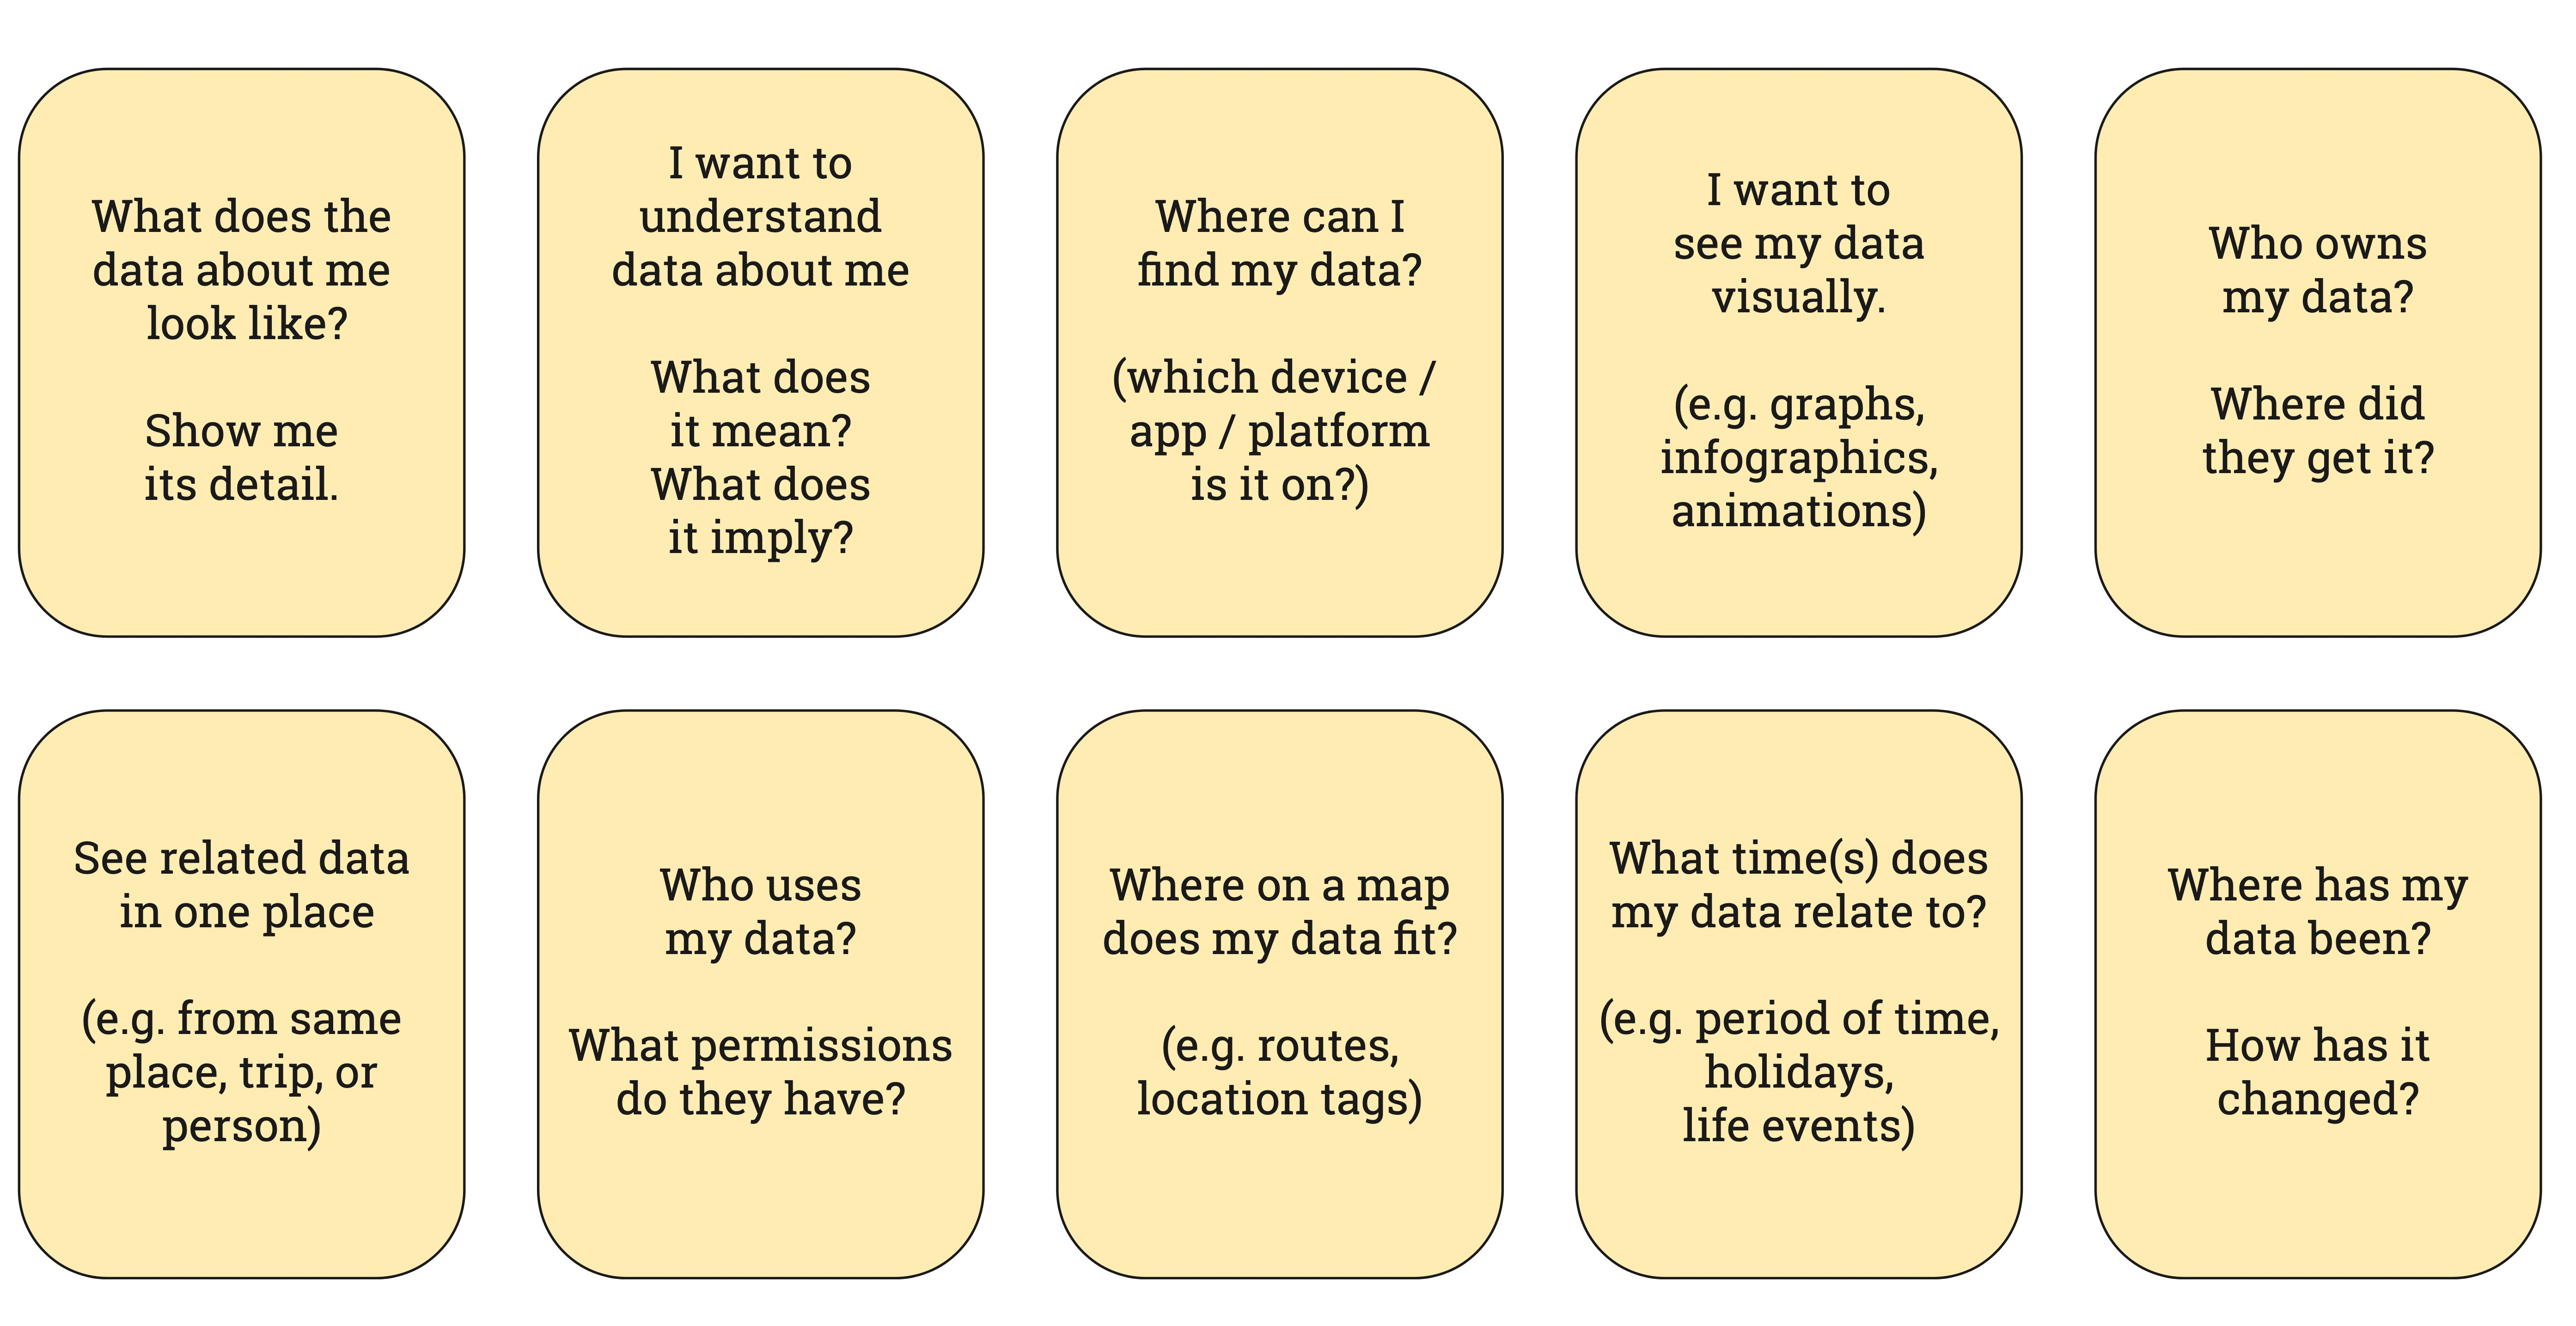 What does the
data about me
look like?
Show me
its detail.
I want to
understand
data about me
What does
it mean?
What does
it imply?
Where can I
find my data?
(which device /
app / platform
is it on?)
I want to
see my data
visually.
(e.g. graphs,
infographics,
animations)
Who owns
my data?
Where did
they get it?
See related data
in one place
(e.g. from same
place, trip, or
person)
Who uses
my data?
What permissions
do they have?
Where on a map
does my data fit?
(e.g. routes,
location tags)
What time(s) does
my data relate to?
(e.g. period of time,
holidays,
life events)
Where has my
data been?
How has it
changed?